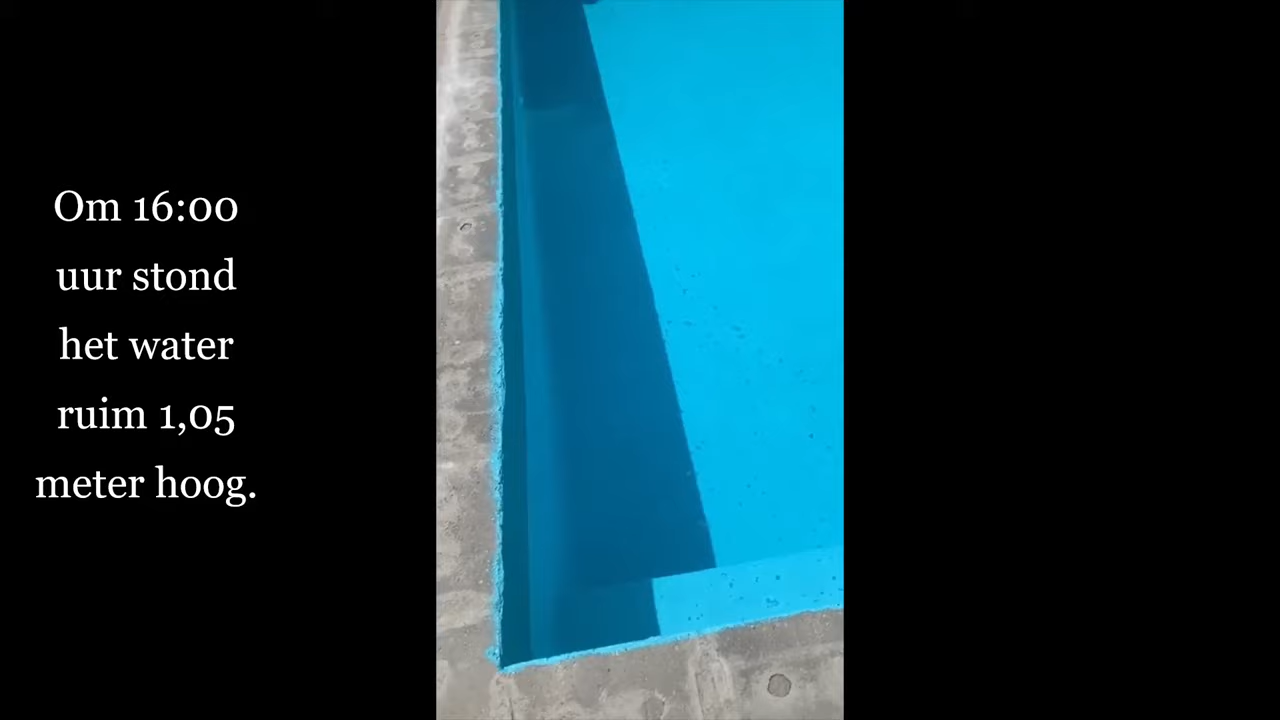 Om 16:00
uur stond
het water
ruim 1,05
meter hoog.